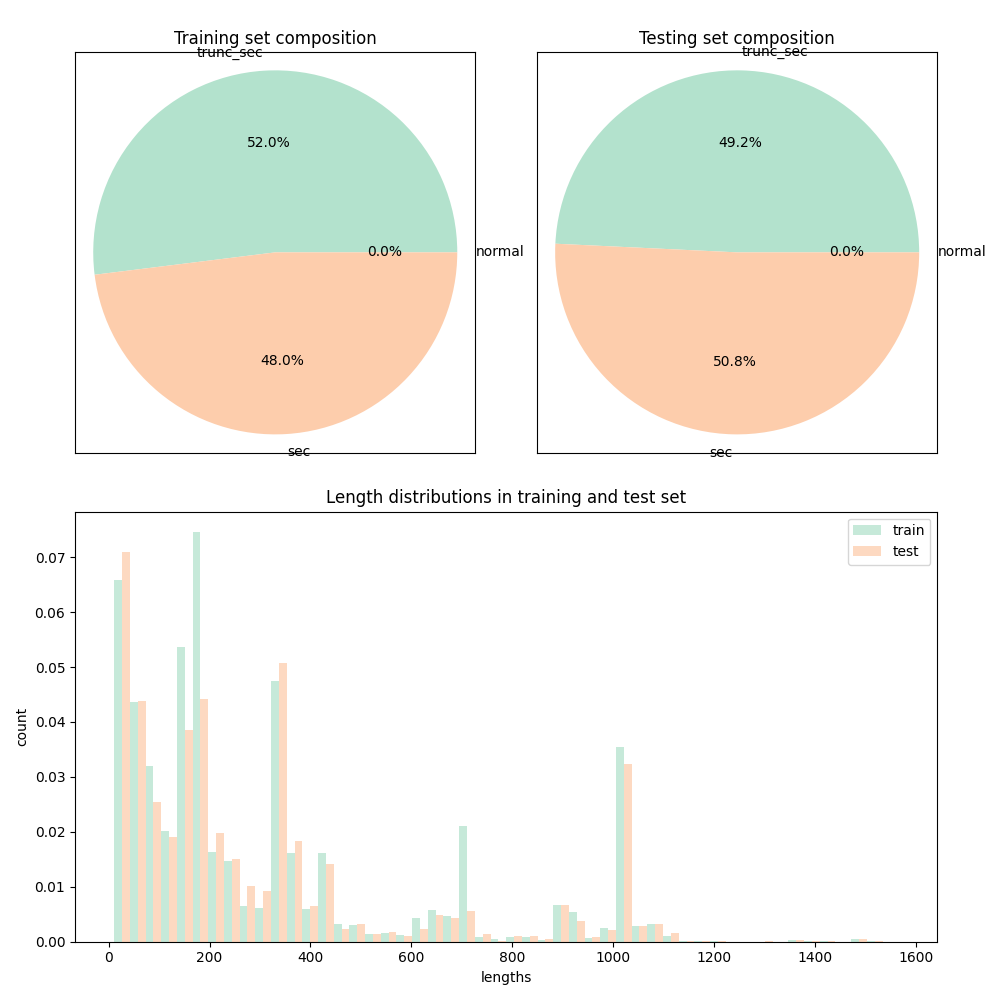 Training set composition
trunc_sec
52.0%
0.0%
normal
48.0%
sec
Testing set composition
trunc_sec
49.2%
0.0%
normal
50.8%
sec
Length distributions in training and test set
train
test
0.07
0.06
0.05
0.04
0.03
0.02
0.01
0.00
count
0 200 400 600 800 1000 1200 1400 1600
lengths